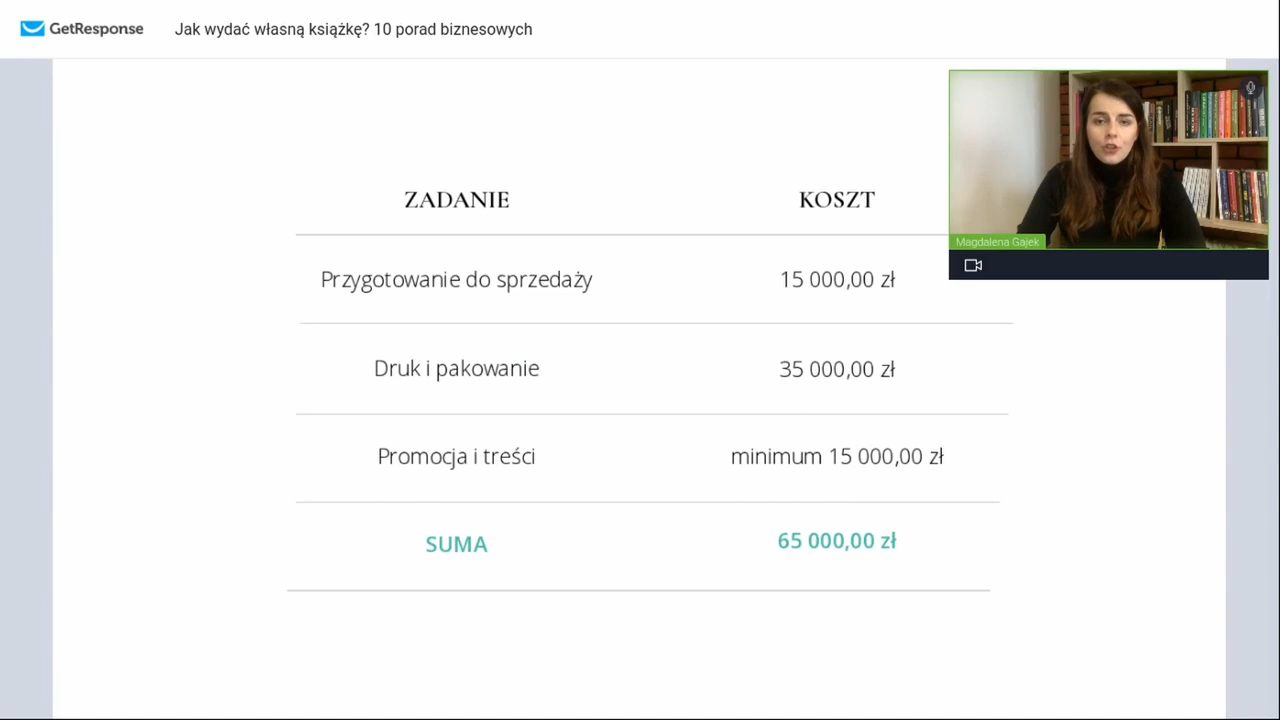 GetResponse
Jak wydać własną książkę? 10 porad biznesowych
Magdalena Gajek
ZADANIE KOSZT
Przygotowanie do sprzedaży 15 000,00 zł
Druk i pakowanie 35 000,00 zł
Promocja i treści minimum 15 000,00 zł
SUMA 65 000,00 zł